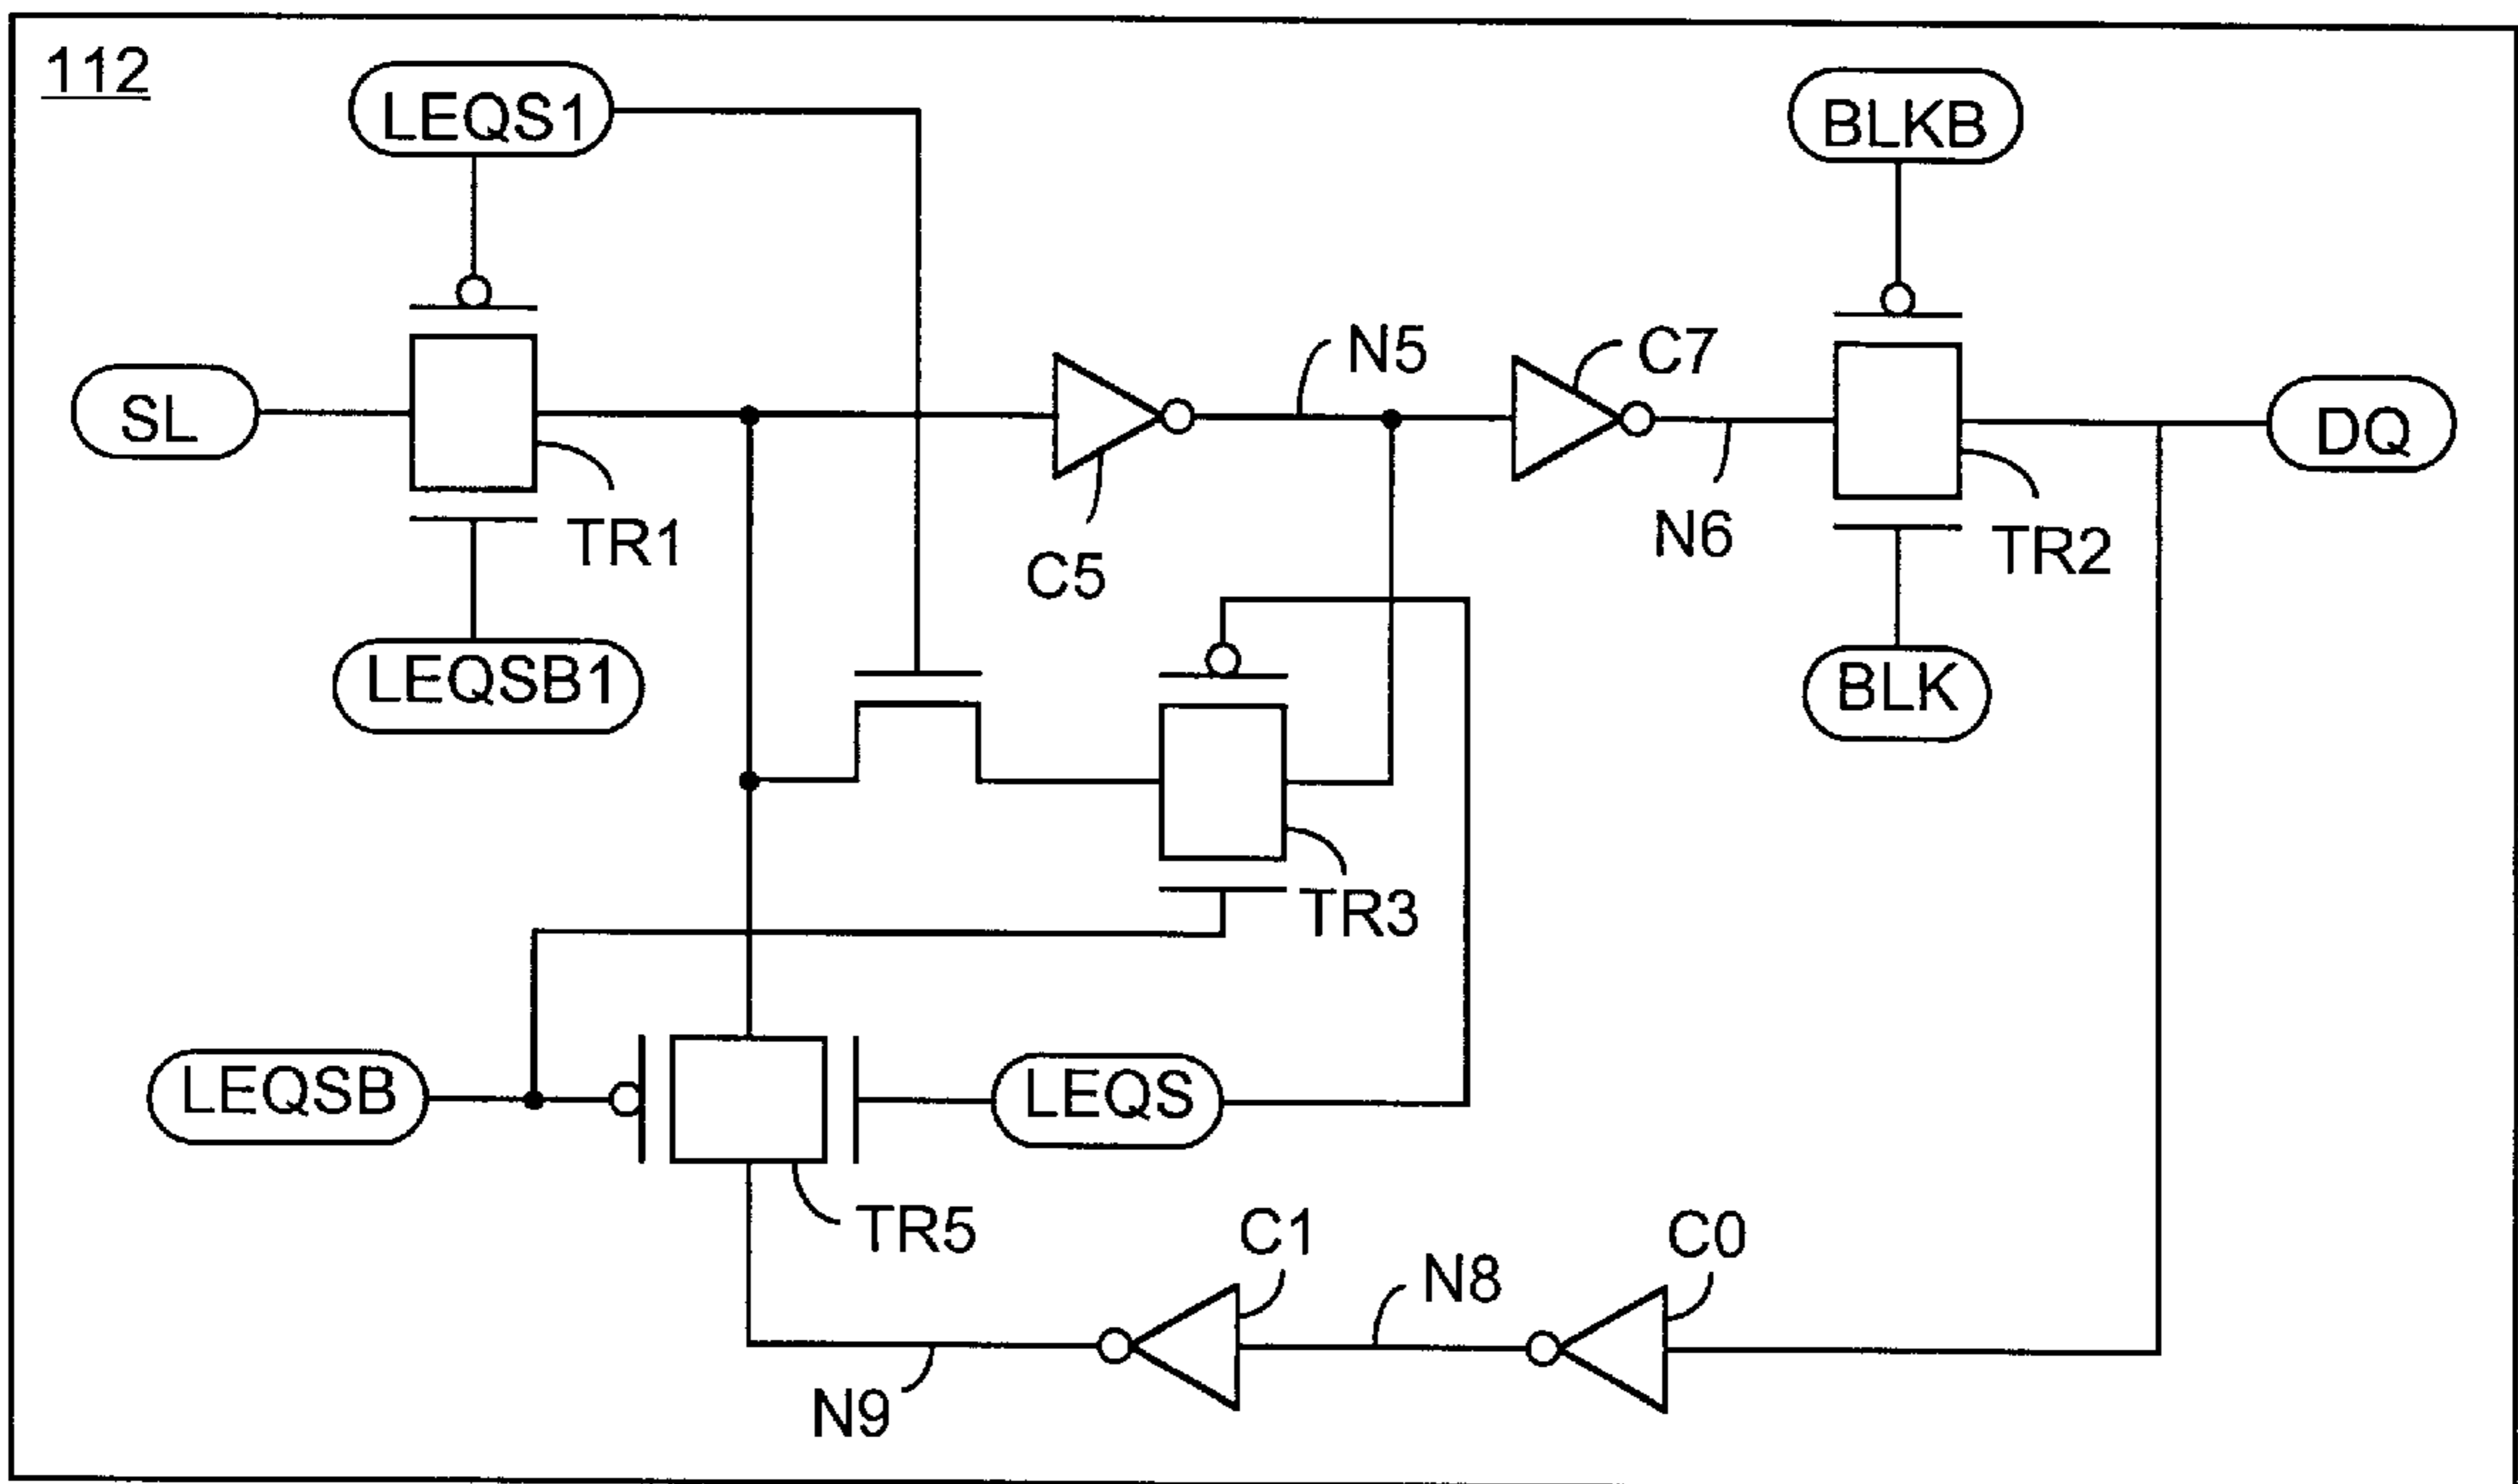 112
LEQS1
BLKB
SL
TR1
N5
C7
DQ
C5
N6
TR2
LEQSB1
BLK
TR3
LEQSB
LEQS
TR5
C1
N8
C0
N9